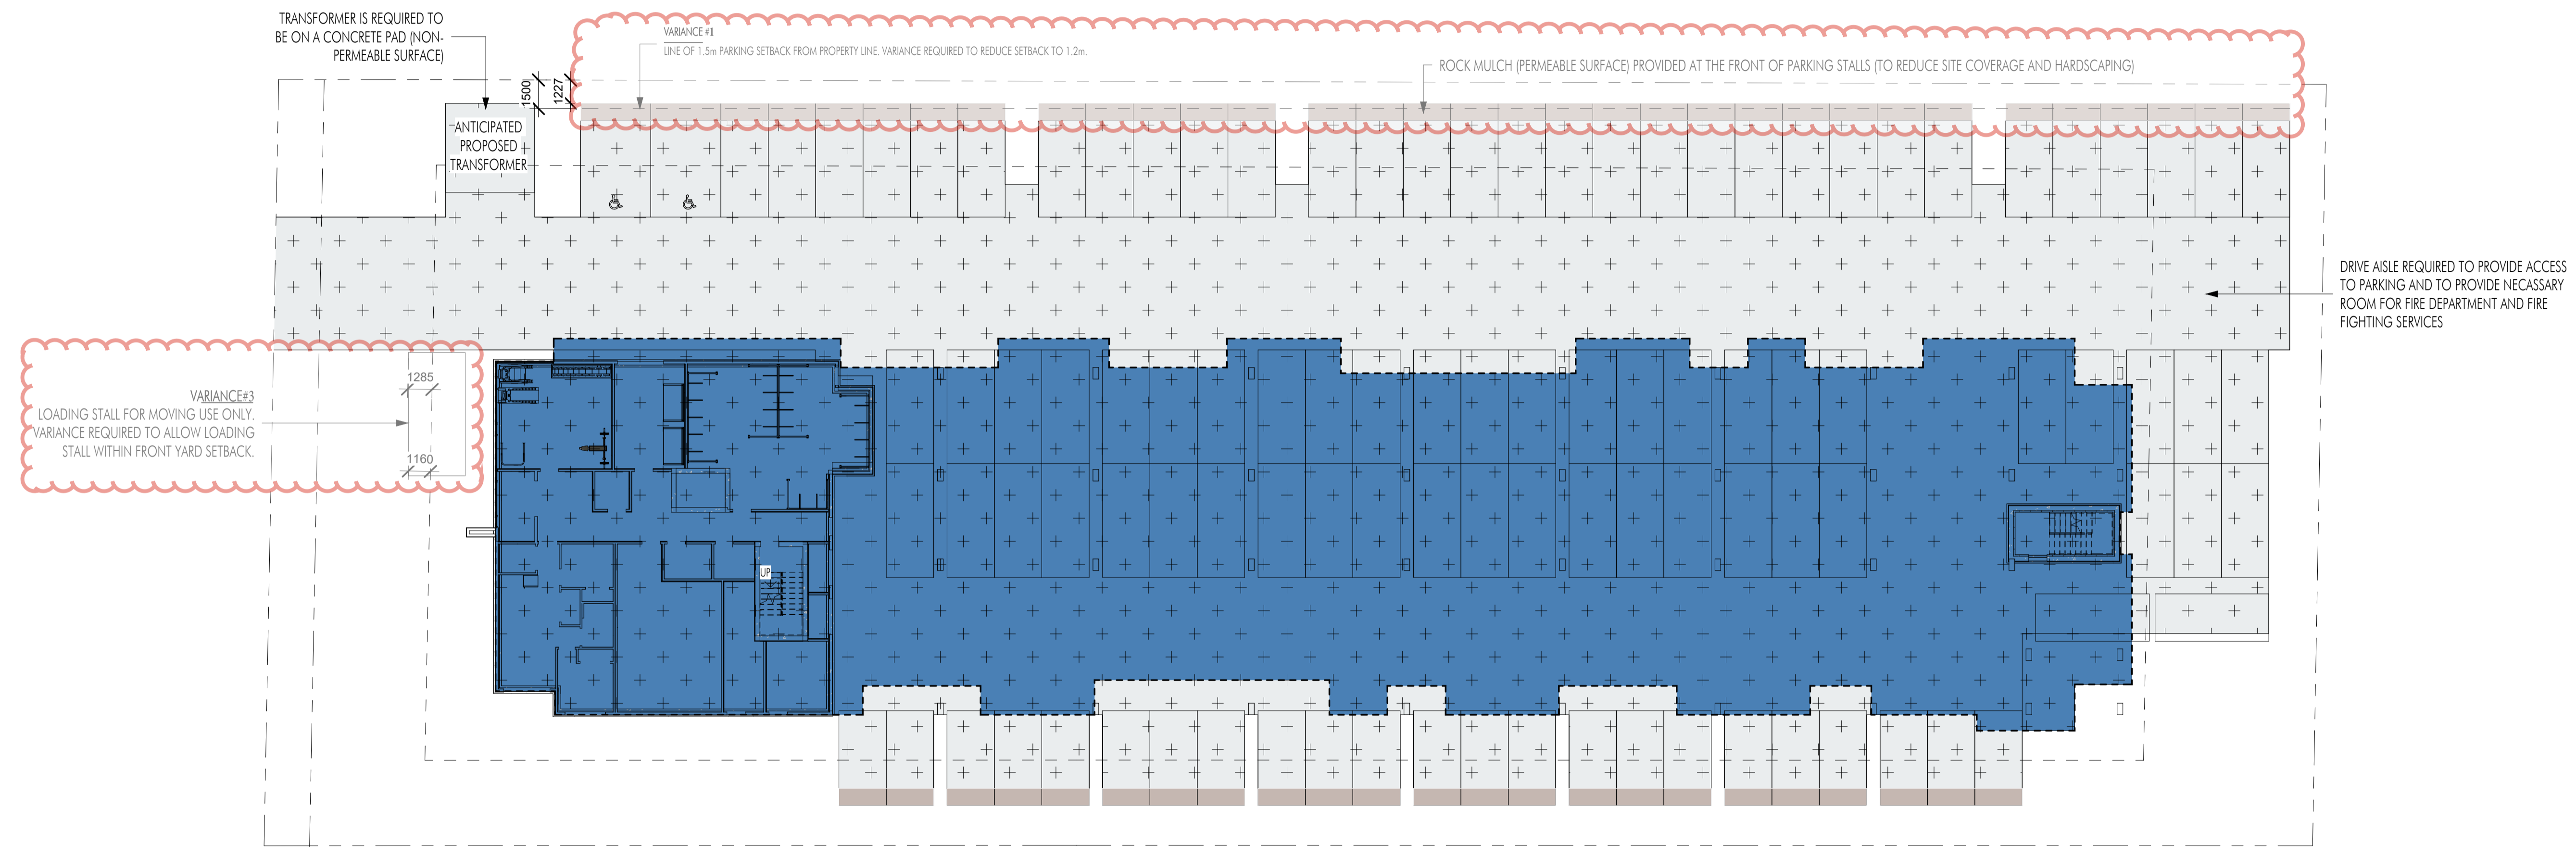 TRANSFORMER IS REQUIRED TO
BE ON A CONCRETE PAD (NON-
PERMEABLE SURFACE)
VARIANCE #1
LINE OF 1.5m PARKING SETBACK FROM PROPERTY LINE. VARIANCE REQUIRED TO REDUCE SETBACK TO 1.2m.
ROCK MULCH (PERMEABLE SURFACE) PROVIDED AT THE FRONT OF PARKING STALLS (TO REDUCE SITE COVERAGE AND HARDSCAPING)
1500
1227
ANTICIPATED
PROPOSED
TRANSFORMER
DRIVE AISLE REQUIRED TO PROVIDE ACCESS
TO PARKING AND TO PROVIDE NECASSARY
ROOM FOR FIRE DEPARTMENT AND FIRE
FIGHTING SERVICES
1285
VARIANCE#3
LOADING STALL FOR MOVING USE ONLY.
VARIANCE REQUIRED TO ALLOW LOADING
STALL WITHIN FRONT YARD SETBACK.
1160
UP